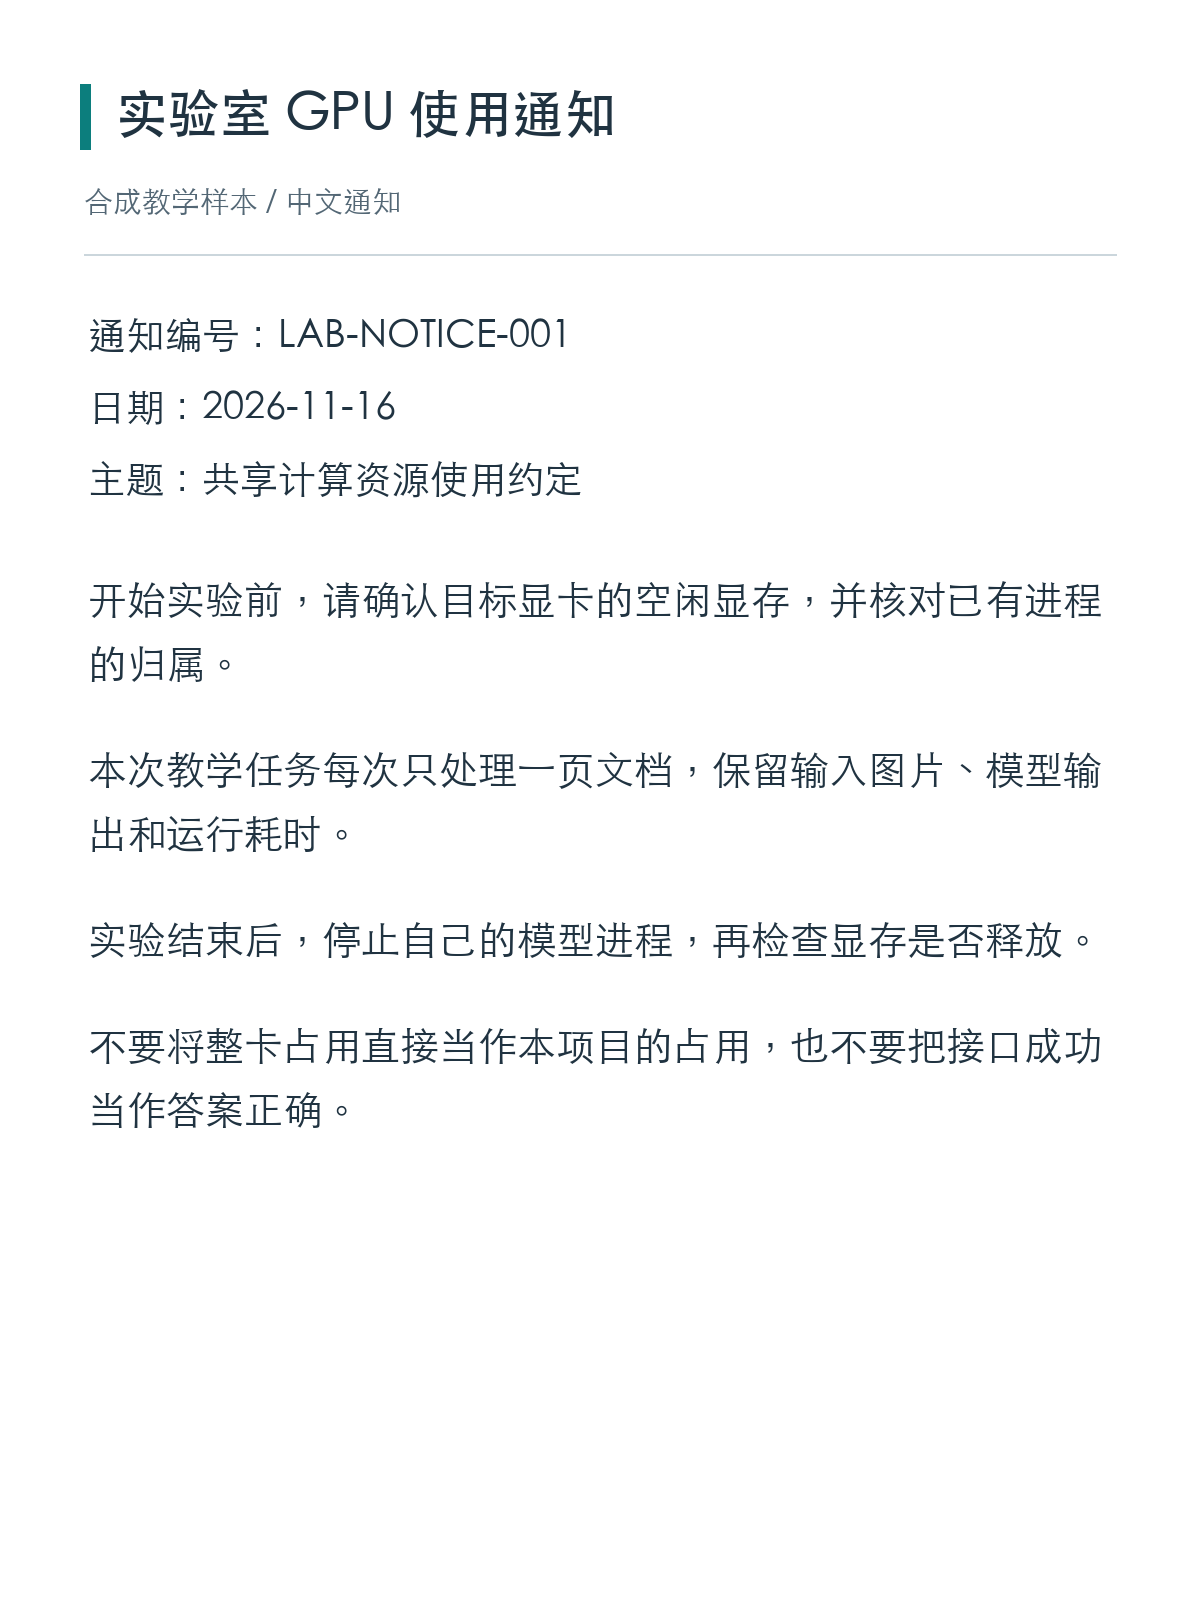 实验室 GPU 使用通知
合成教学样本 / 中文通知
通知编号：LAB-NOTICE-001
日期：2026-11-16
主题：共享计算资源使用约定
开始实验前，请确认目标显卡的空闲显存，并核对已有进程
的归属。
本次教学任务每次只处理一页文档，保留输入图片、模型输
出和运行耗时。
实验结束后，停止自己的模型进程，再检查显存是否释放。
不要将整卡占用直接当作本项目的占用，也不要把接口成功
当作答案正确。